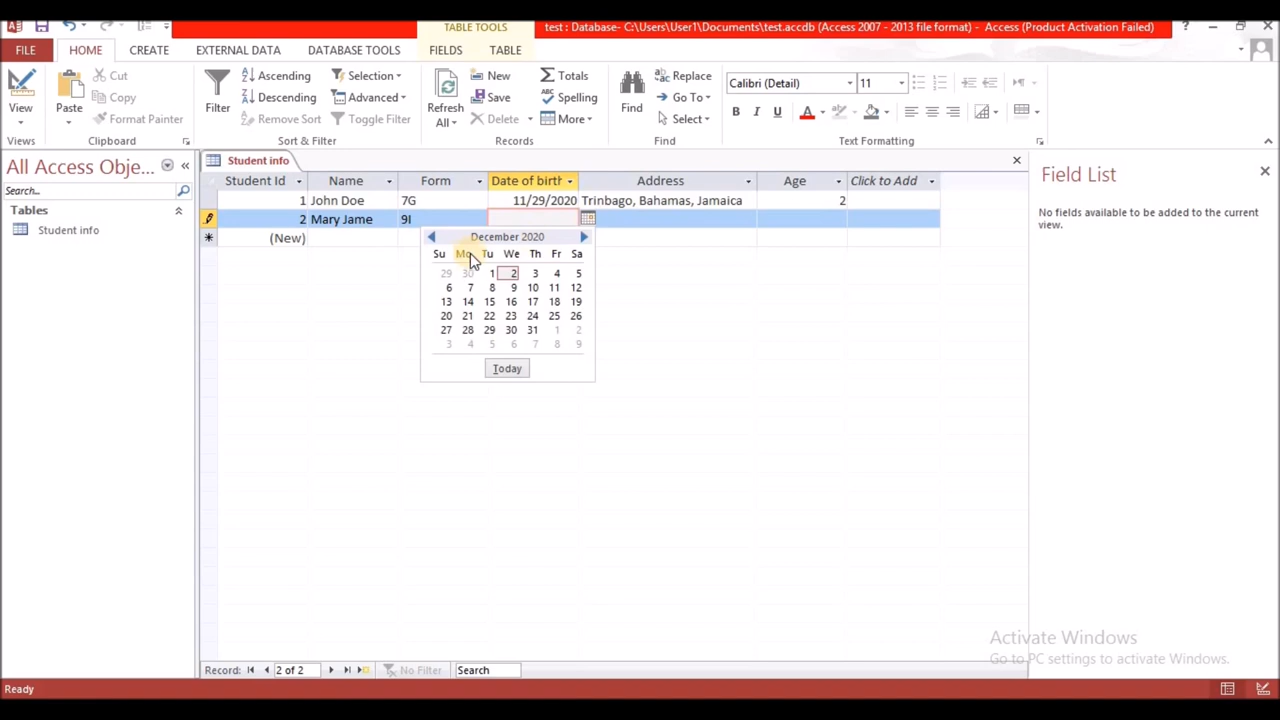 TABLE TOOLS
test : Database- C:\Users\User1\Documents\test.accdb (Access 2007 - 2013 file format) - Access (Product Activation Failed)
?
FILE HOME CREATE EXTERNAL DATA DATABASE TOOLS FIELDS TABLE
View
Paste
Cut
Copy
Format Painter
Filter
Ascending
Descending
Remove Sort
Selection
Advanced
Toggle Filter
Refresh
All
New
Save
Delete
Totals
Spelling
More
Find
Replace
Go To
Select
Calibri (Detail) 11
B I U A
Views Clipboard Sort & Filter Records Find Text Formatting
All Access Obje...
Search...
Tables
Student info
Student info
Student Id Name Form Date of birth Address Age Click to Add
1 John Doe 7G 11/29/2020 Trinbago, Bahamas, Jamaica 2
2 Mary Jame 9I
(New)
December 2020
Su Mo Tu We Th Fr Sa
29 30 1 2 3 4 5
6 7 8 9 10 11 12
13 14 15 16 17 18 19
20 21 22 23 24 25 26
27 28 29 30 31 1 2
3 4 5 6 7 8 9
Today
Field List
No fields available to be added to the current
view.
Activate Windows
Go to PC settings to activate Windows.
Record: 2 of 2 No Filter Search
Ready